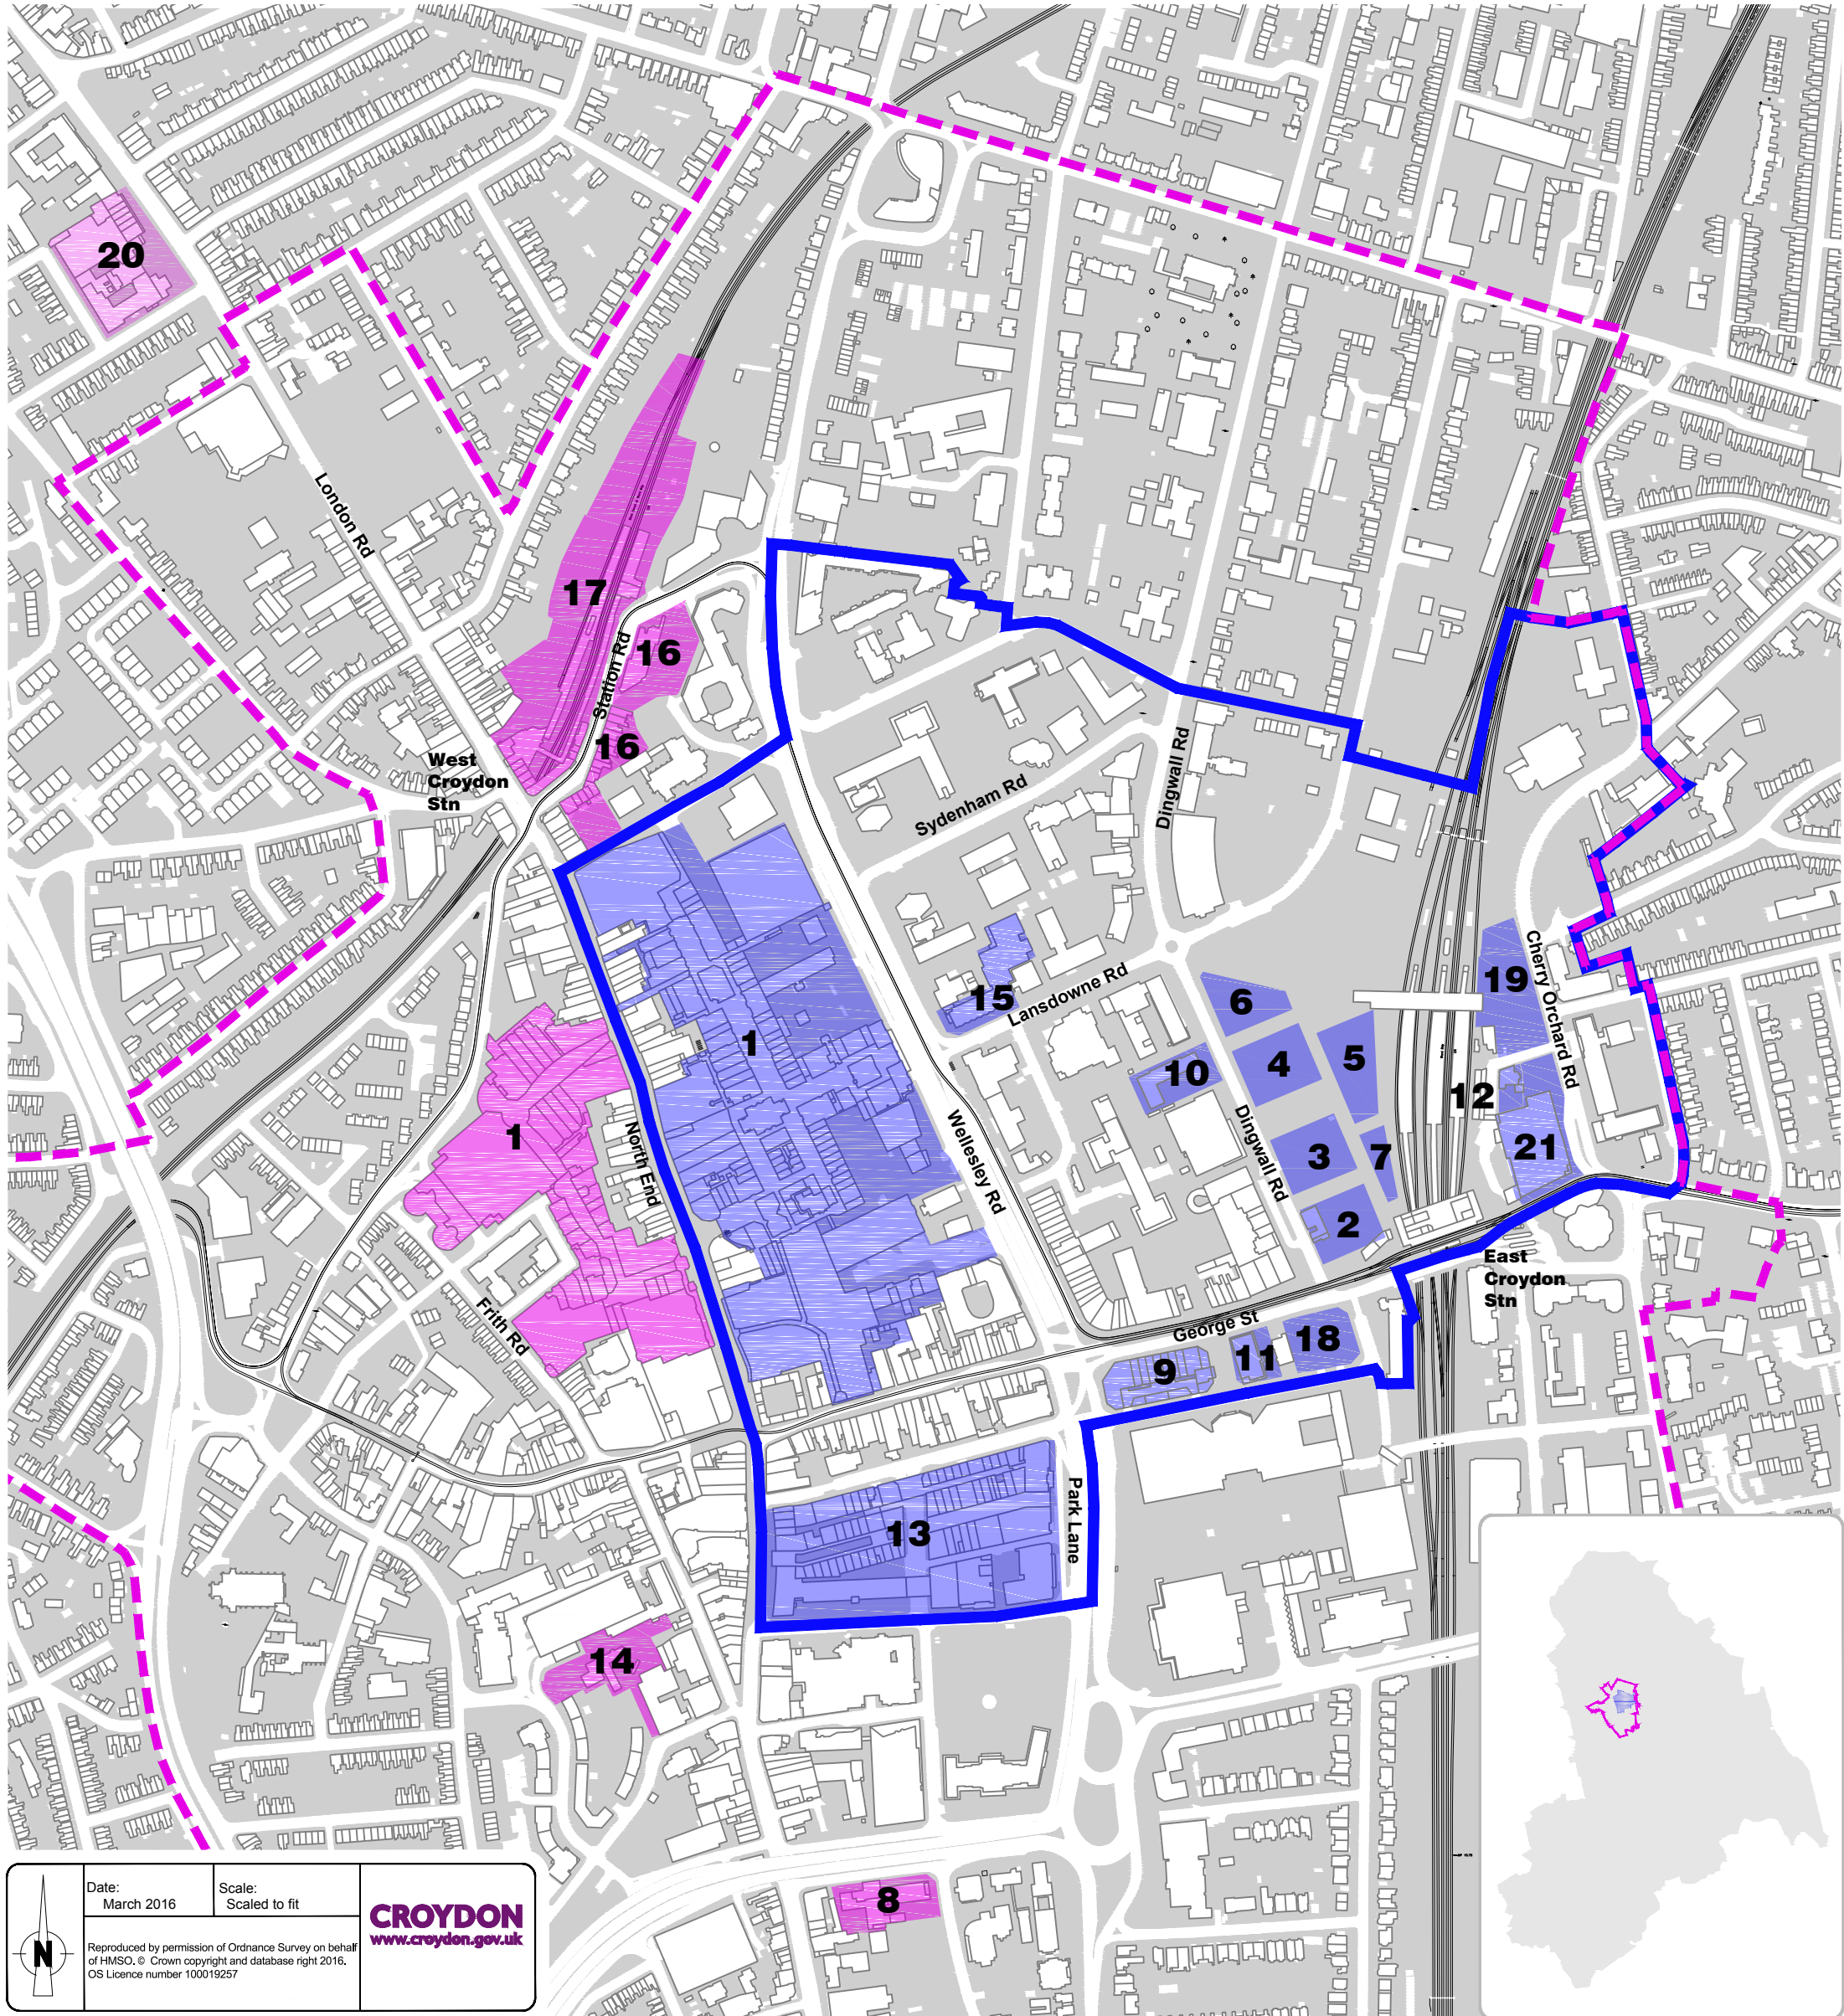 20
London Rd
17
16
Station Rd
16
West
Croydon
Stn
Sydenham Rd
Dingwall Rd
Cherry Orchard Rd
19
15
Lansdowne Rd
6
1
4
5
10
12
1
North End
Wellesley Rd
Dingwall Rd
3
7
21
2
East
Croydon
Stn
Frith Rd
George St
18
11
9
Park Lane
13
14
8
N
Date:
March 2016
Scale:
Scaled to fit
CROYDON
www.croydon.gov.uk
Reproduced by permission of Ordnance Survey on behalf
of HMSO. © Crown copyright and database right 2016.
OS Licence number 100019257